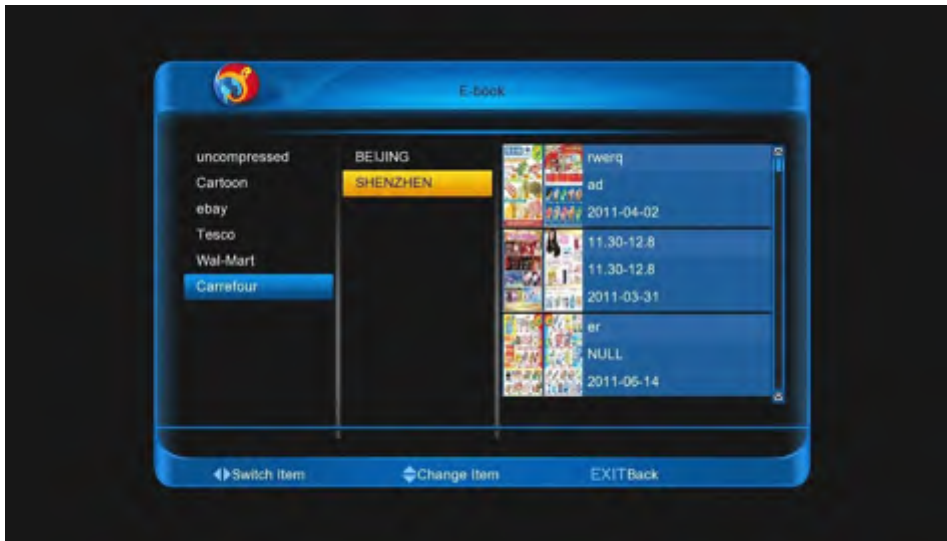 E-book
uncompressed
Cartoon
ebay
Tesco
Wal-Mart
Carrefour
BEIJING
SHENZHEN
rwerq
ad
2011-04-02
11.30-12.8
11.30-12.8
2011-03-31
er
NULL
2011-06-14
Switch Item
Change Item
EXITBack